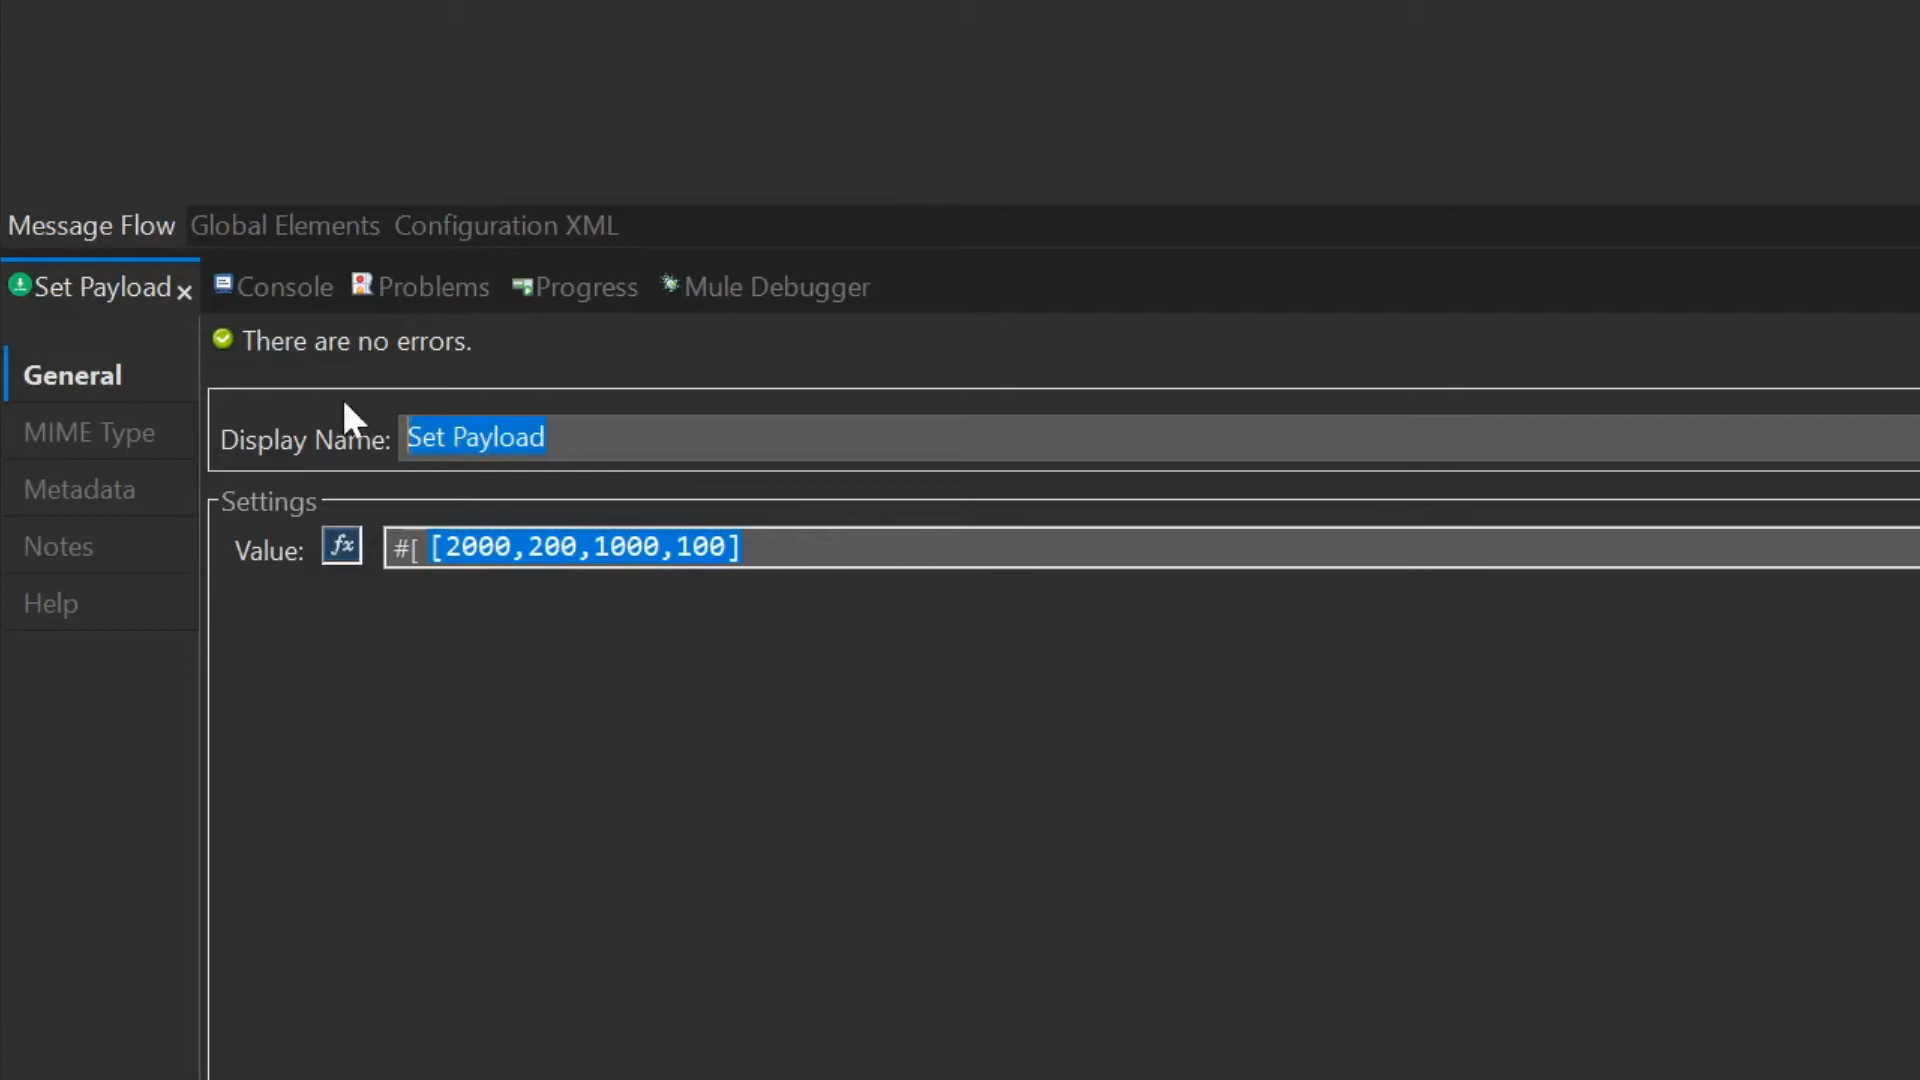 Message Flow Global Elements Configuration XML
Set Payload Console Problems Progress Mule Debugger
There are no errors.
General
MIME Type
Metadata
Notes
Help
Display Name: Set Payload
Settings
Value: fx #[ [2000,200,1000,100]